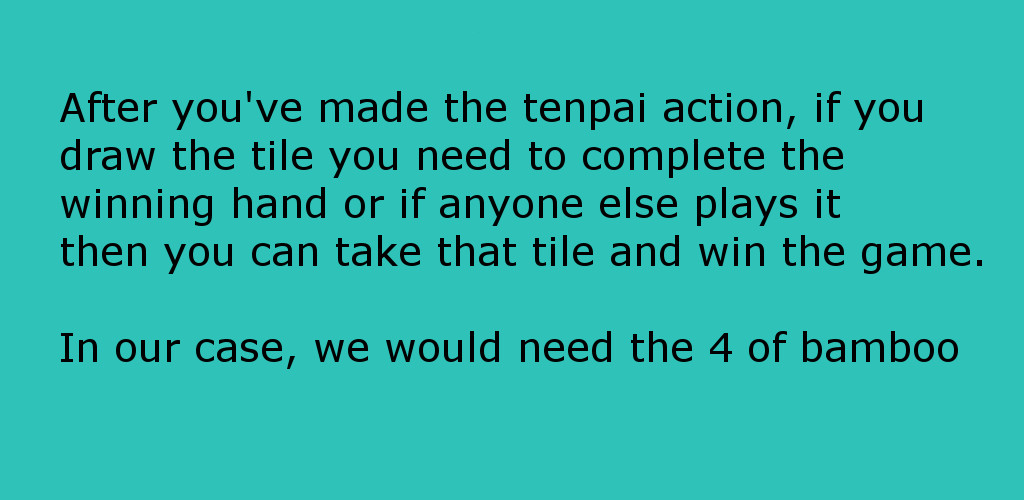 After you've made the tenpai action, if you
draw the tile you need to complete the
winning hand or if anyone else plays it
then you can take that tile and win the game.
In our case, we would need the 4 of bamboo